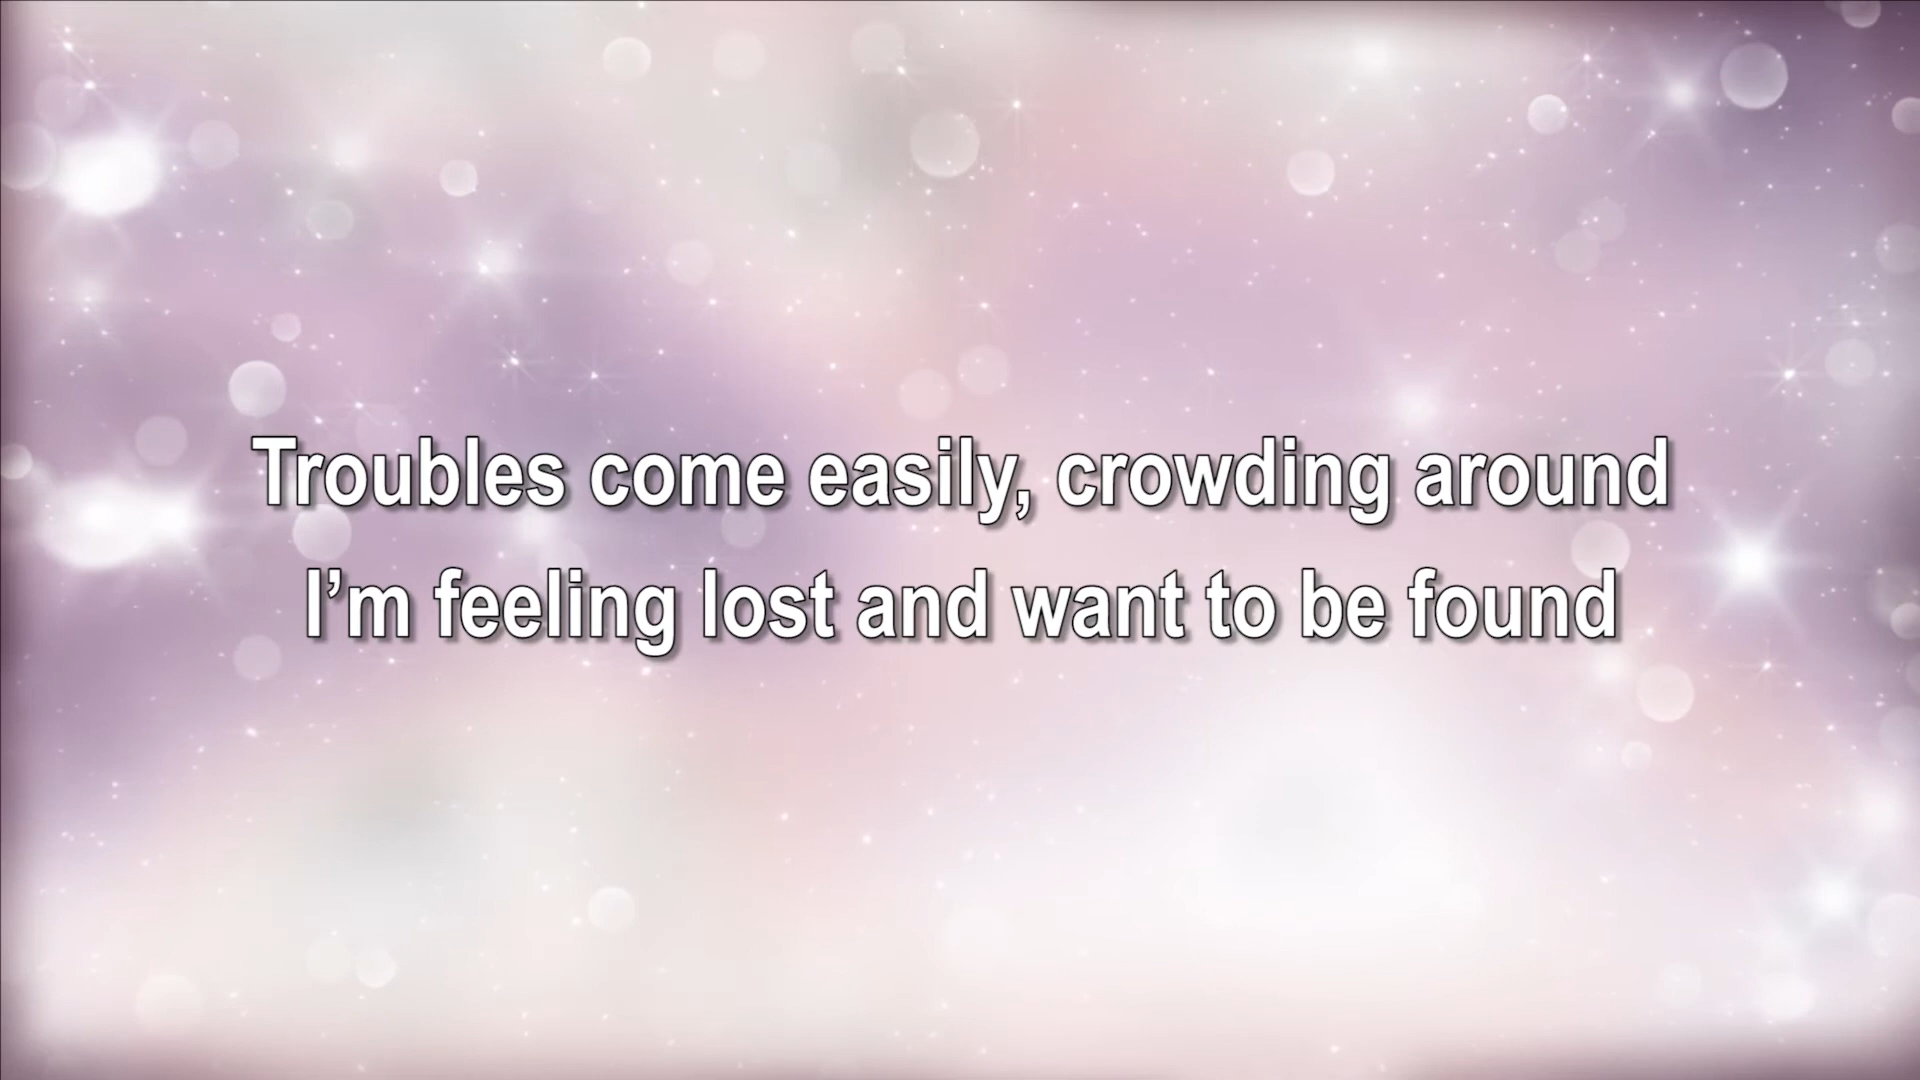 Troubles come easily, crowding around
I’m feeling lost and want to be found